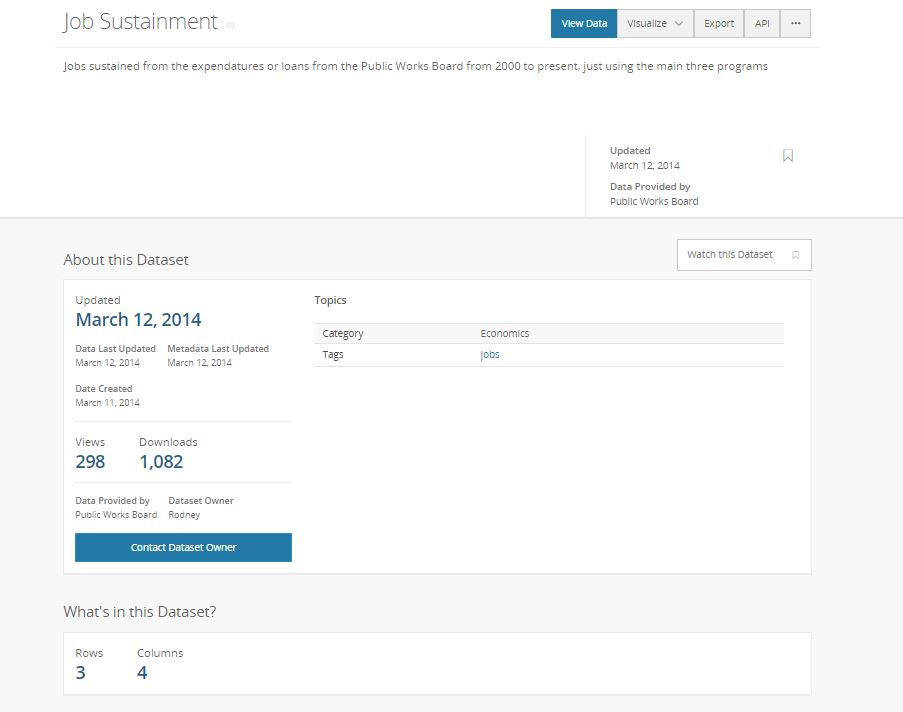 Job Sustainment
View Data
Visualize
Export
API
...
Jobs sustained from the expendatures or loans from the Public Works Board from 2000 to present, just using the main three programs
Updated
March 12, 2014
Data Provided by
Public Works Board
About this Dataset
Watch this Dataset
Updated
March 12, 2014
Data Last Updated Metadata Last Updated
March 12, 2014 March 12, 2014
Date Created
March 11, 2014
Views Downloads
298 1,082
Data Provided by Dataset Owner
Public Works Board Rodney
Contact Dataset Owner
Topics
Category Economics
Tags jobs
What's in this Dataset?
Rows Columns
3 4